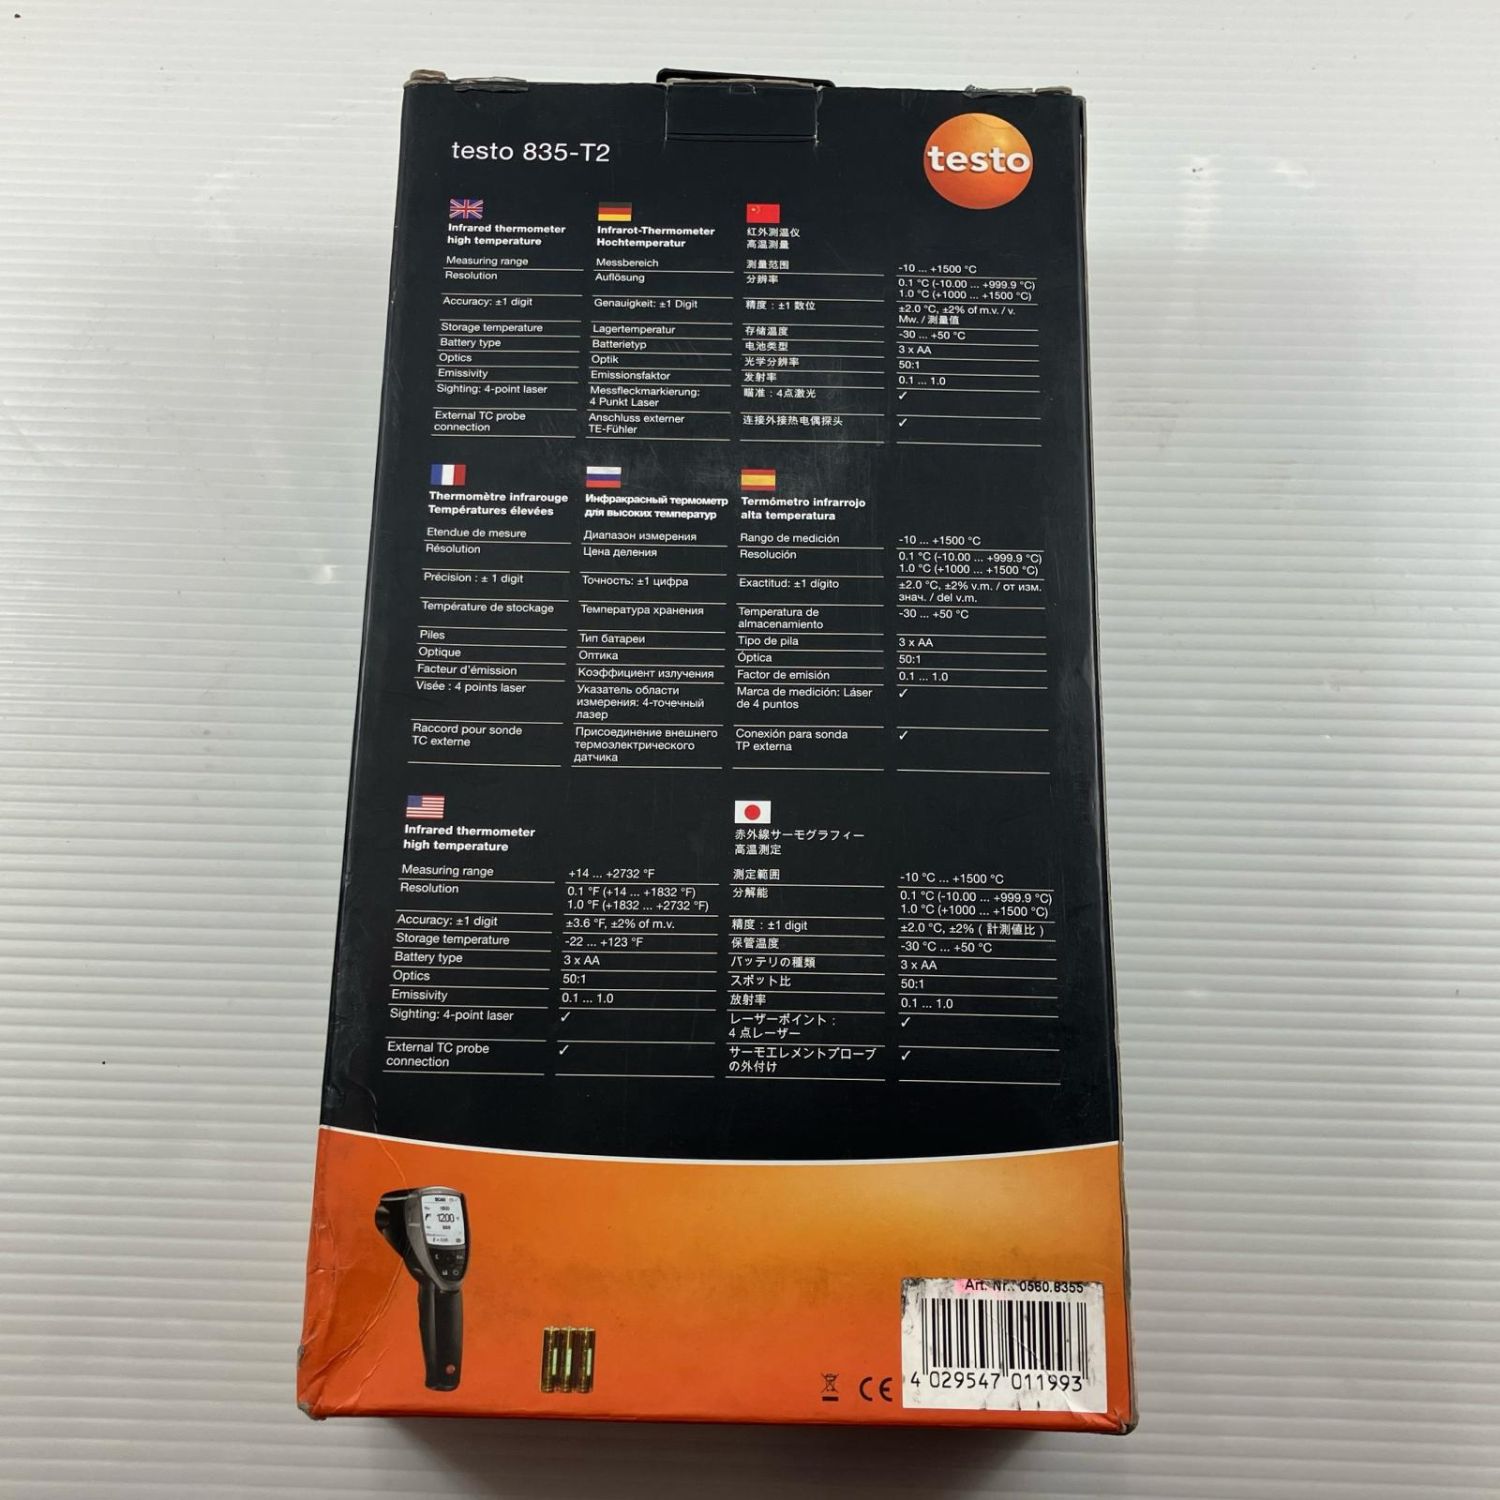 testo 835-T2
testo
Infrared thermometer
high temperature
Measuring range
Resolution
Accuracy: ±1 digit
Storage temperature
Battery type
Optics
Emissivity
Sighting: 4-point laser
External TC probe
connection
Infrarot-Thermometer
Hochtemperatur
Messbereich
Auflösung
Genauigkeit: ±1 Digit
Lagertemperatur
Batterietyp
Optik
Emissionsfaktor
Messfleckmarkierung:
4 Punkt Laser
Anschluss externer
TE-Fühler
红外测温仪
高温测量
测量范围
分辨率
精度：±1 数位
存储温度
电池类型
光学分辨率
发射率
瞄准：4点激光
连接外接热电偶探头
-10 ... +1500 °C
0.1 °C (-10.00 ... +999.9 °C)
1.0 °C (+1000 ... +1500 °C)
±2.0 °C, ±2% of m.v. / v.
Mw. / 测量值
-30 ... +50 °C
3 x AA
50:1
0.1 ... 1.0
✓
✓
Thermomètre infrarouge
Températures élevées
Etendue de mesure
Résolution
Précision : ± 1 digit
Température de stockage
Piles
Optique
Facteur d'émission
Visée : 4 points laser
Raccord pour sonde
TC externe
Инфракрасный термометр
для высоких температур
Диапазон измерения
Цена деления
Точность: ±1 цифра
Температура хранения
Тип батареи
Оптика
Коэффициент излучения
Указатель области
измерения: 4-точечный
лазер
Присоединение внешнего
термоэлектрического
датчика
Termómetro infrarrojo
alta temperatura
Rango de medición
Resolución
Exactitud: ±1 dígito
Temperatura de
almacenamiento
Tipo de pila
Óptica
Factor de emisión
Marca de medición: Láser
de 4 puntos
Conexión para sonda
TP externa
-10 ... +1500 °C
0.1 °C (-10.00 ... +999.9 °C)
1.0 °C (+1000 ... +1500 °C)
±2.0 °C, ±2% v.m. / от изм.
знач. / del v.m.
-30 ... +50 °C
3 x AA
50:1
0.1 ... 1.0
✓
✓
Infrared thermometer
high temperature
Measuring range
Resolution
Accuracy: ±1 digit
Storage temperature
Battery type
Optics
Emissivity
Sighting: 4-point laser
External TC probe
connection
+14 ... +2732 °F
0.1 °F (+14 ... +1832 °F)
1.0 °F (+1832 ... +2732 °F)
±3.6 °F, ±2% of m.v.
-22 ... +123 °F
3 x AA
50:1
0.1 ... 1.0
✓
✓
赤外線サーモグラフィー
高温測定
測定範囲
分解能
精度：±1 digit
保管温度
バッテリの種類
スポット比
放射率
レーザーポイント：
4 点レーザー
サーモエレメントプローブ
の外付け
-10 °C ... +1500 °C
0.1 °C (-10.00 ... +999.9 °C)
1.0 °C (+1000 ... +1500 °C)
±2.0 °C, ±2% ( 計測値比 )
-30 °C ... +50 °C
3 x AA
50:1
0.1 ... 1.0
✓
✓
1200
CE
Art. Nr.: 0560.8355
4 029547 011993